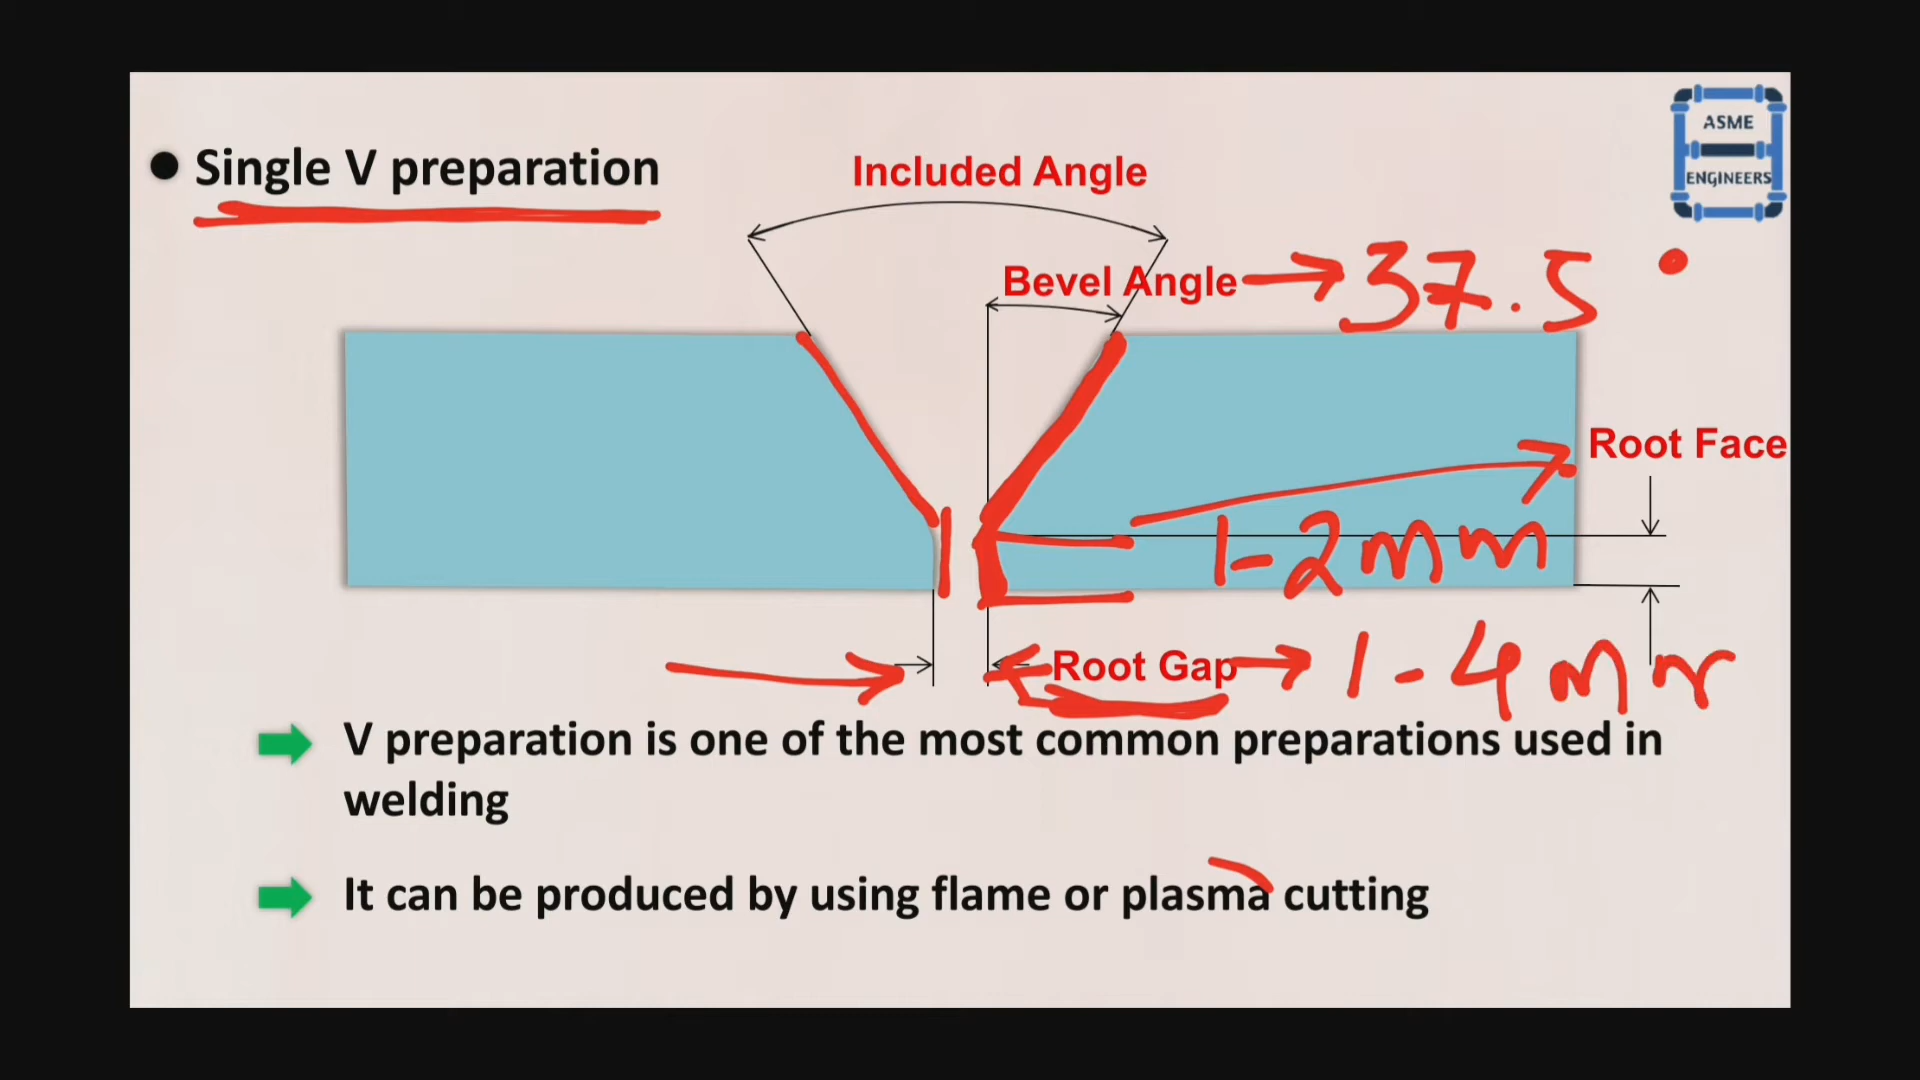 ASME
ENGINEERS
Single V preparation
Included Angle
Bevel Angle → 37.5°
Root Face
1-2mm
Root Gap → 1-4m
V preparation is one of the most common preparations used in
welding
It can be produced by using flame or plasma cutting